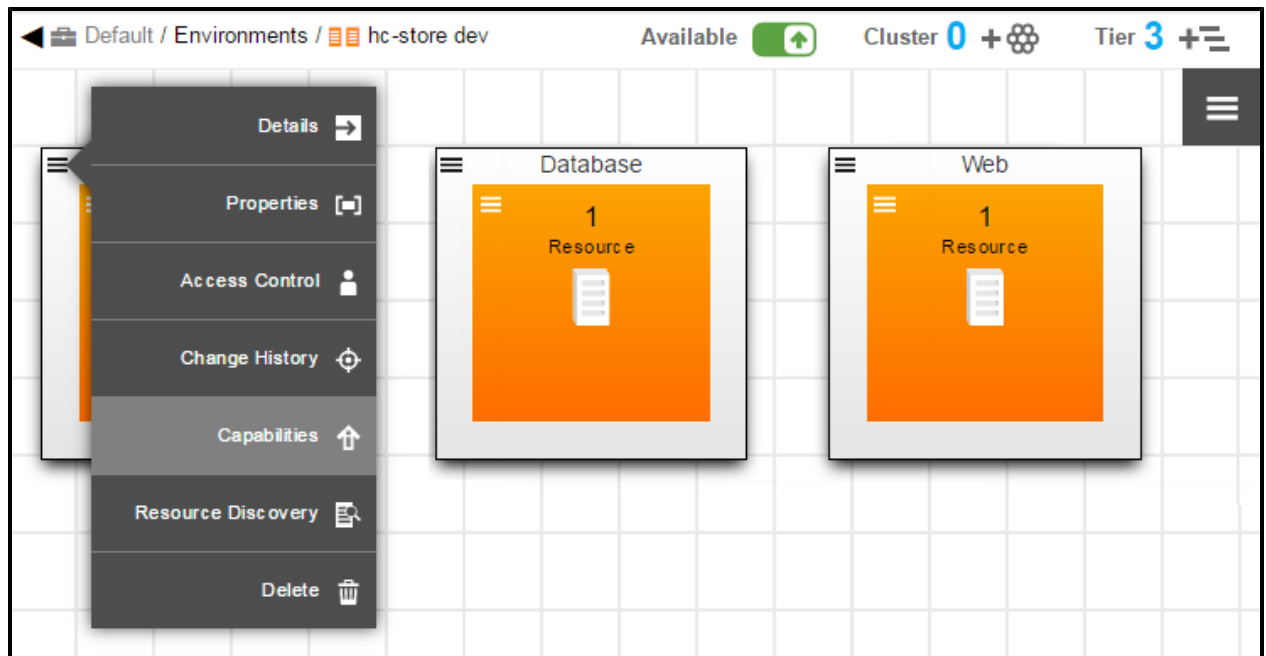 Default / Environments / hc-store dev Available Cluster 0 Tier 3
Details
Properties
Access Control
Change History
Capabilities
Resource Discovery
Delete
Database
1
Resource
Web
1
Resource